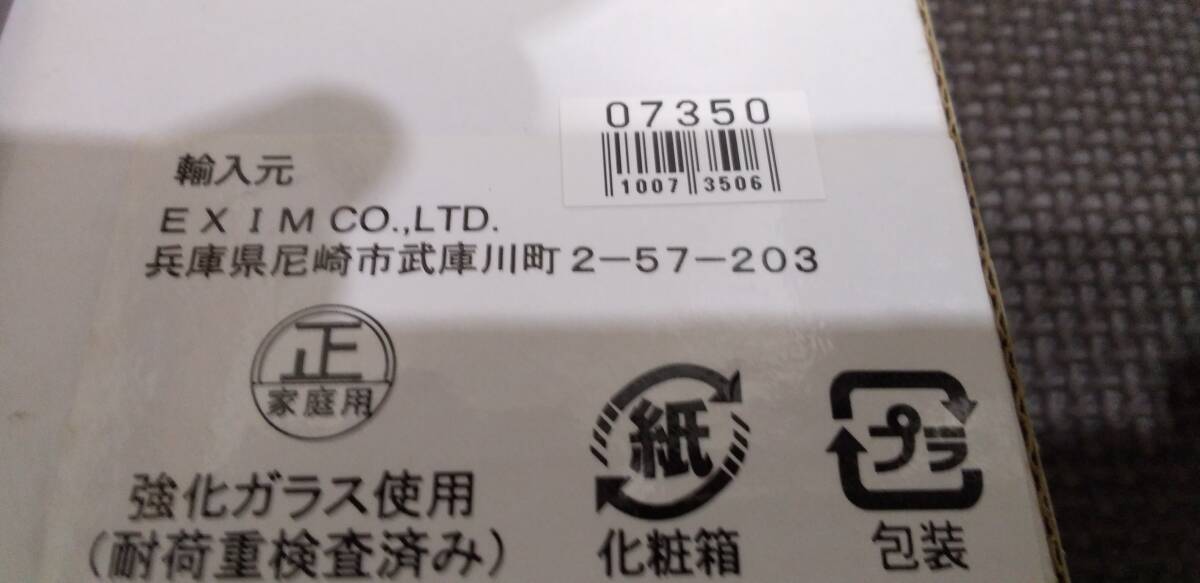 07350
1007 3506
輸入元
EXIM CO.,LTD.
兵庫県尼崎市武庫川町2-57-203
正
家庭用
強化ガラス使用
(耐荷重検査済み)
紙
化粧箱
プラ
包装